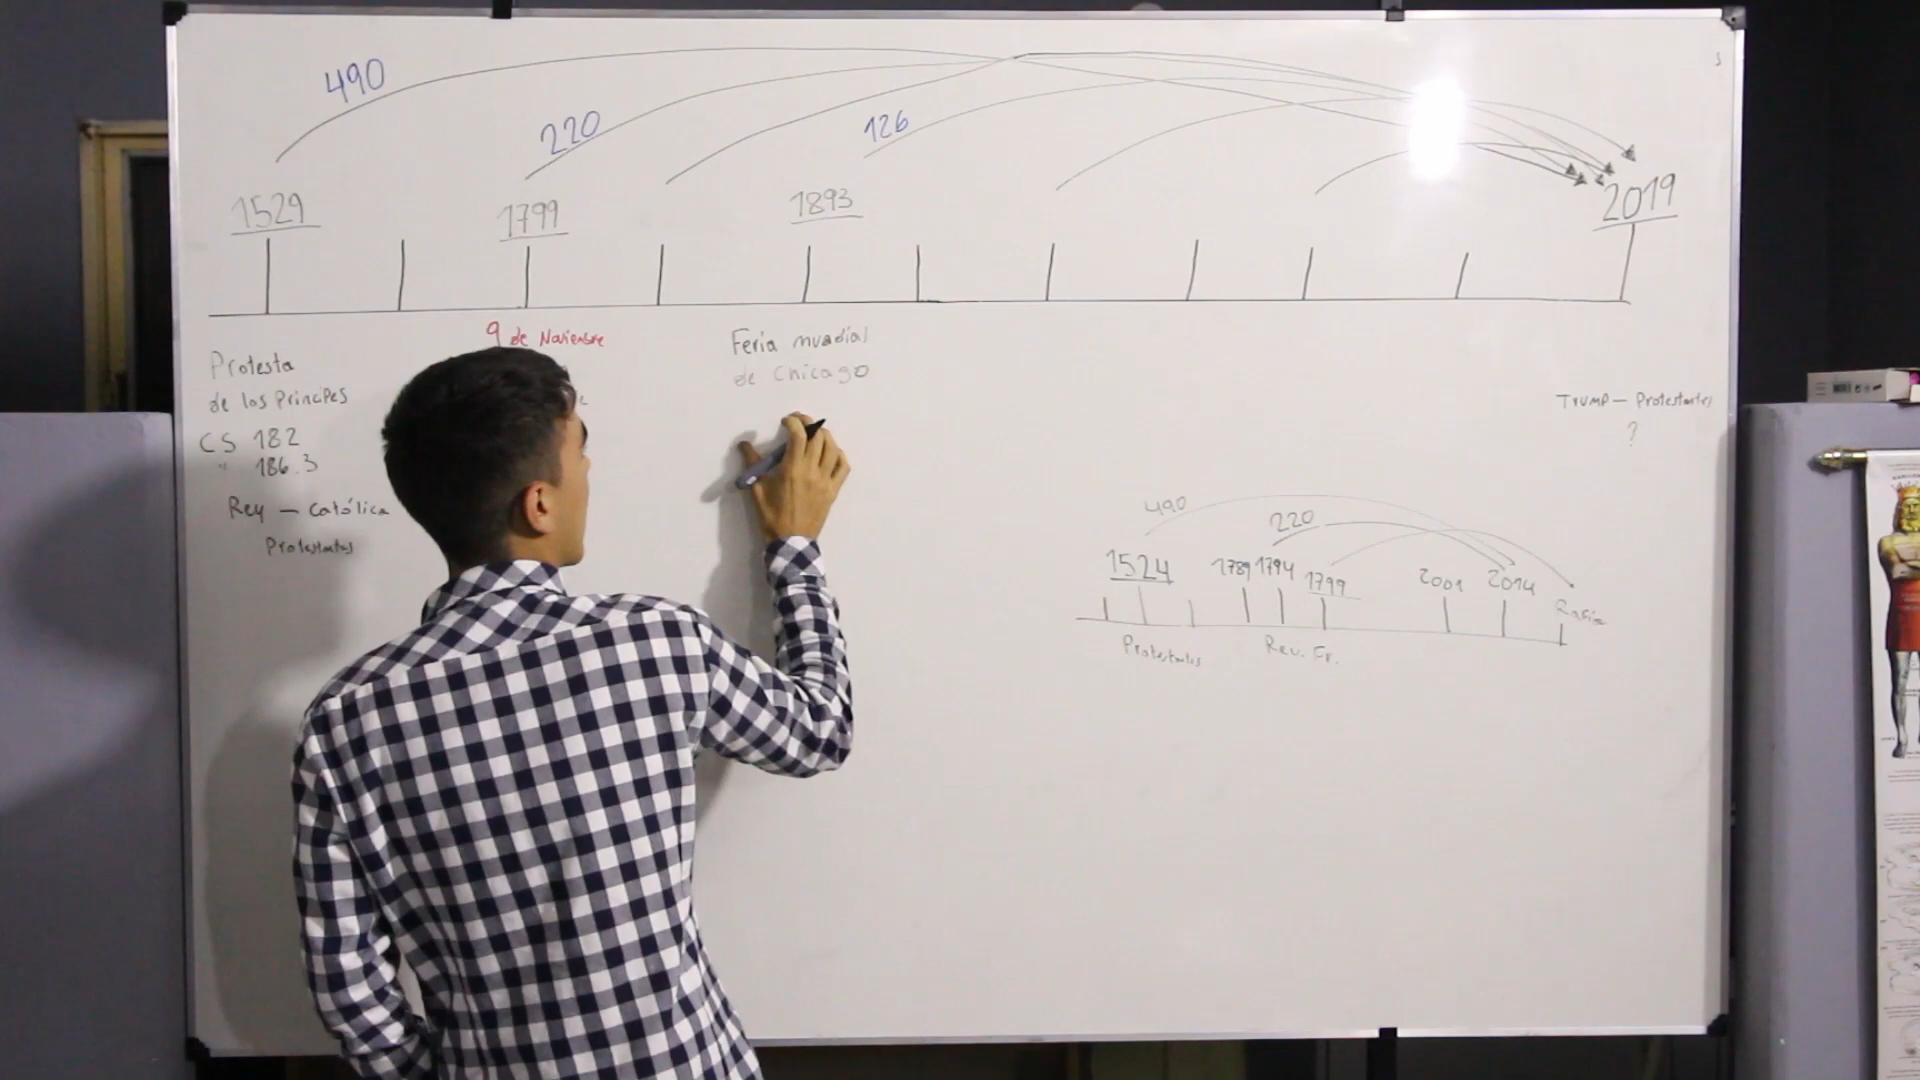 490
220
126
1529
1799
1893
2019
9 de Noviembre
Protesta
de los Principes
CS 182
" 186.3
Rey - Católica
Protestantes
Feria mundial
de Chicago
Trump - Protestantes
?
490
220
1524
1789 1794 1799
2001 2014 Rafia
Protestantes
Rev. Fr.